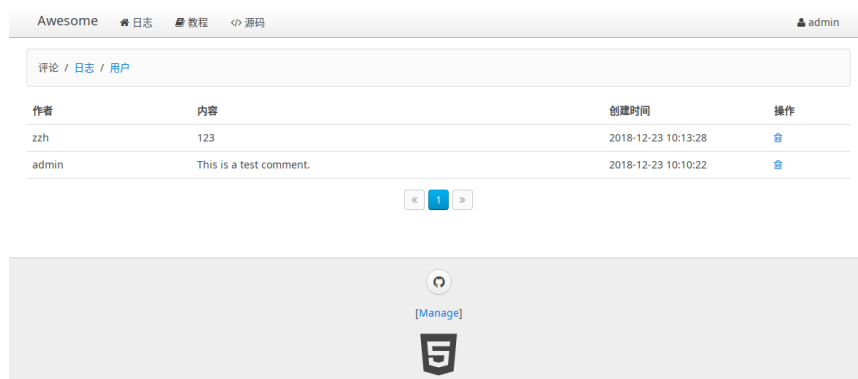 Awesome 日志 教程 </> 源码 admin
评论 / 日志 / 用户
作者 内容 创建时间 操作
zzh 123 2018-12-23 10:13:28
admin This is a test comment. 2018-12-23 10:10:22
« 1 »
[Manage]